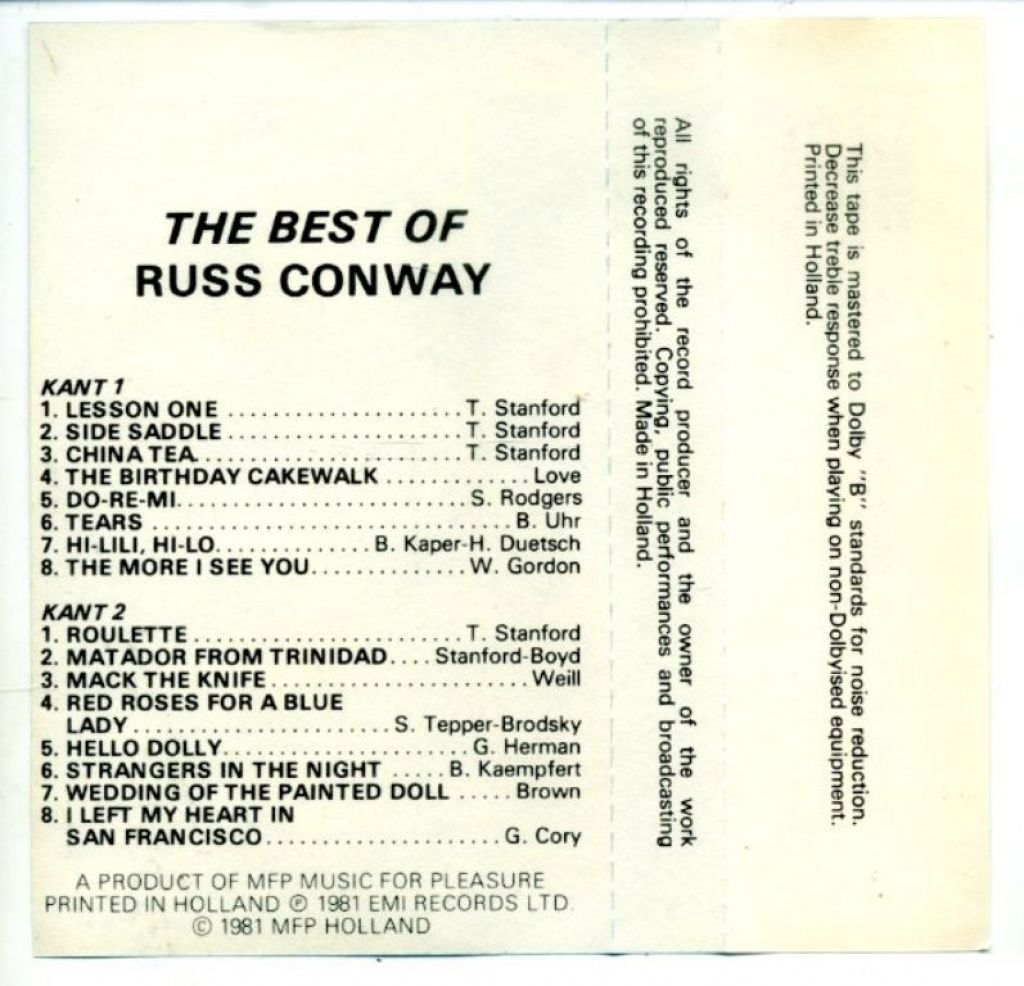 THE BEST OF
RUSS CONWAY
KANT 1
1. LESSON ONE ...................... T. Stanford
2. SIDE SADDLE ...................... T. Stanford
3. CHINA TEA ......................... T. Stanford
4. THE BIRTHDAY CAKEWALK ............. Love
5. DO-RE-MI ........................... S. Rodgers
6. TEARS .................................. B. Uhr
7. HI-LILI, HI-LO ............... B. Kaper-H. Duetsch
8. THE MORE I SEE YOU .............. W. Gordon
KANT 2
1. ROULETTE ......................... T. Stanford
2. MATADOR FROM TRINIDAD .... Stanford-Boyd
3. MACK THE KNIFE ........................ Weill
4. RED ROSES FOR A BLUE
LADY ........................ S. Tepper-Brodsky
5. HELLO DOLLY ....................... G. Herman
6. STRANGERS IN THE NIGHT ..... B. Kaempfert
7. WEDDING OF THE PAINTED DOLL ..... Brown
8. I LEFT MY HEART IN
SAN FRANCISCO ...................... G. Cory
A PRODUCT OF MFP MUSIC FOR PLEASURE
PRINTED IN HOLLAND ℗ 1981 EMI RECORDS LTD.
© 1981 MFP HOLLAND
All rights of the record producer and the owner of the work
reproduced reserved. Copying, public performances and broadcasting
of this recording prohibited. Made in Holland.
This tape is mastered to Dolby "B" standards for noise reduction.
Decrease treble response when playing on non-Dolbyised equipment.
Printed in Holland.